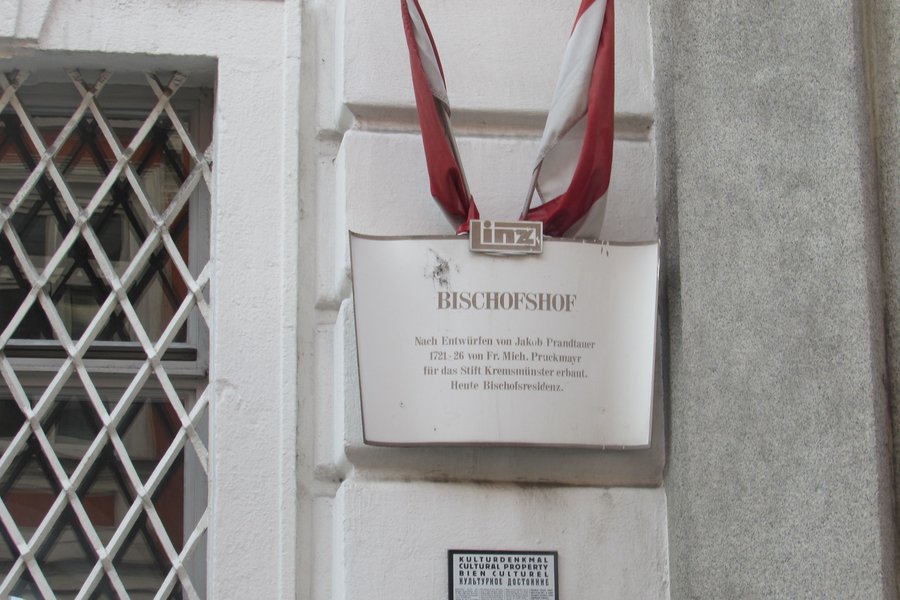 Linz
BISCHOFSHOF
Nach Entwürfen von Jakob Prandtauer
1721-26 von Fr. Mich. Pruckmayr
für das Stift Kremsmünster erbaut.
Heute Bischofsresidenz.
KULTURDENKMAL
CULTURAL PROPERTY
BIEN CULTUREL
КУЛЬТУРНОЕ ДОСТОЯНИЕ